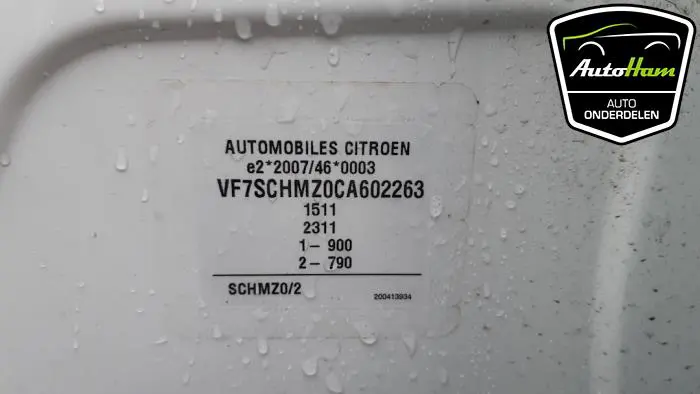 AUTOMOBILES CITROEN
e2*2007/46*0003
VF7SCHMZ0CA602263
1511
2311
1- 900
2- 790
SCHMZ0/2
200413934
AutoHam
AUTO
ONDERDELEN